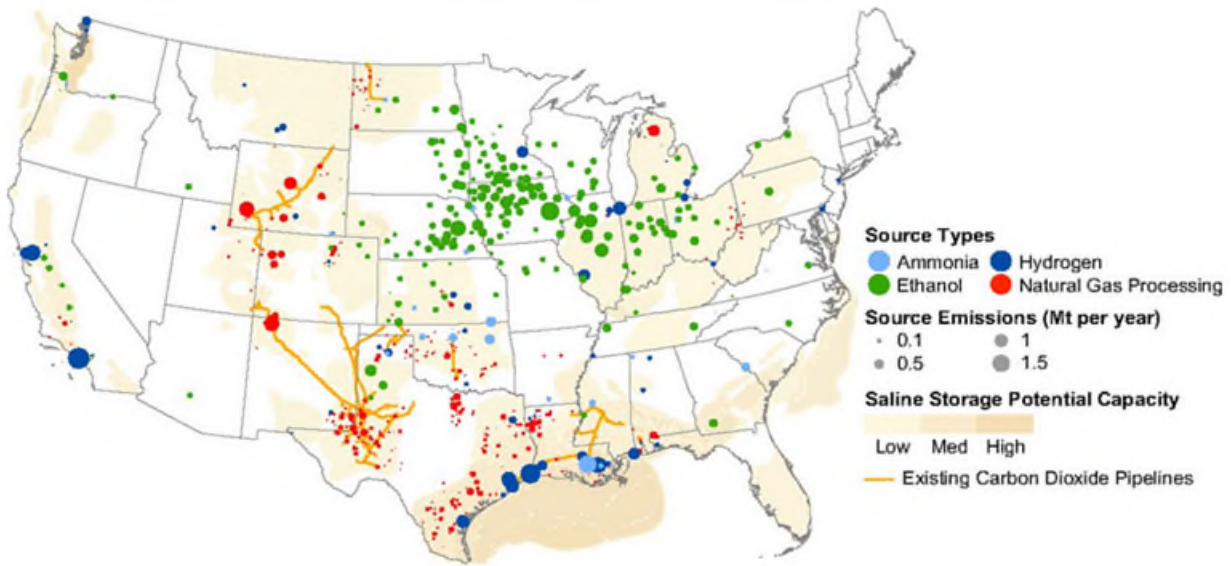 Source Types
Ammonia Hydrogen
Ethanol Natural Gas Processing
Source Emissions (Mt per year)
0.1 1
0.5 1.5
Saline Storage Potential Capacity
Low Med High
Existing Carbon Dioxide Pipelines